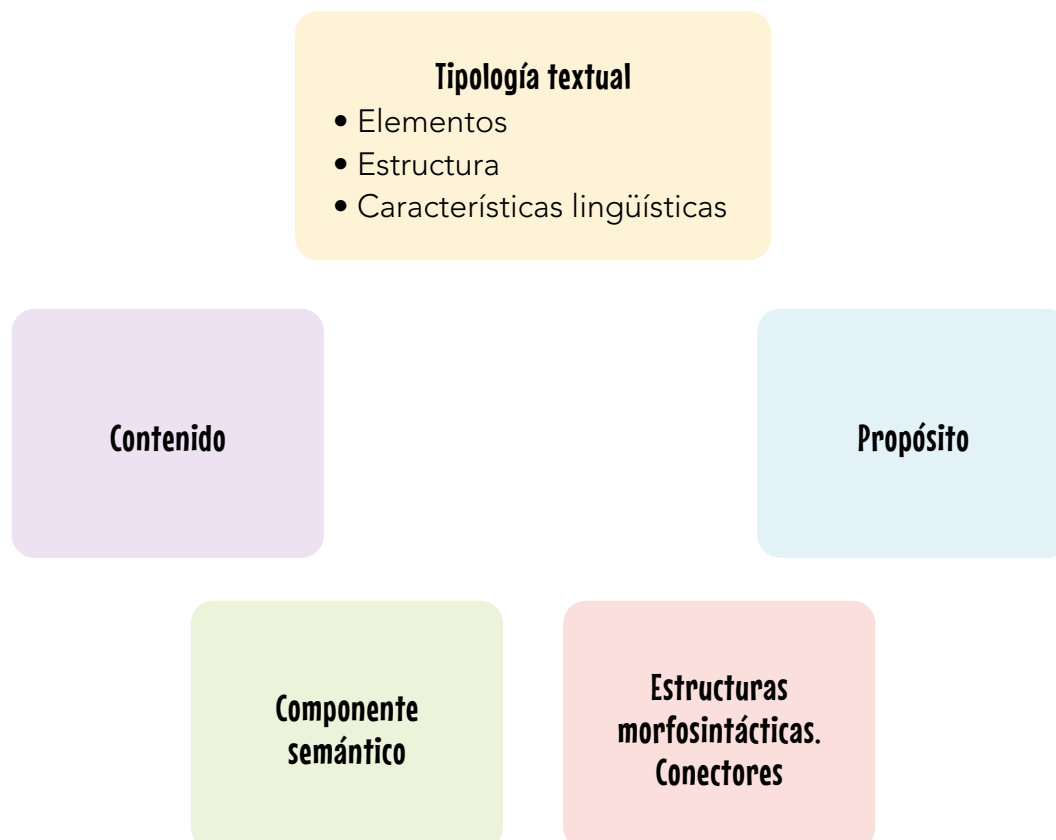 Tipología textual
• Elementos
• Estructura
• Características lingüísticas
Contenido
Propósito
Componente
semántico
Estructuras
morfosintácticas.
Conectores